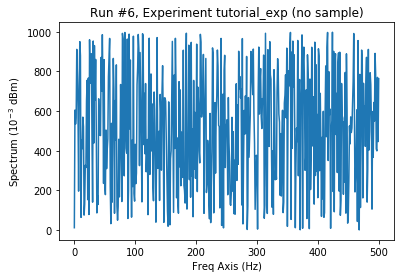 Run #6, Experiment tutorial_exp (no sample)
1000
800
600
400
200
0
Spectrum (10⁻³ dBm)
0 100 200 300 400 500
Freq Axis (Hz)